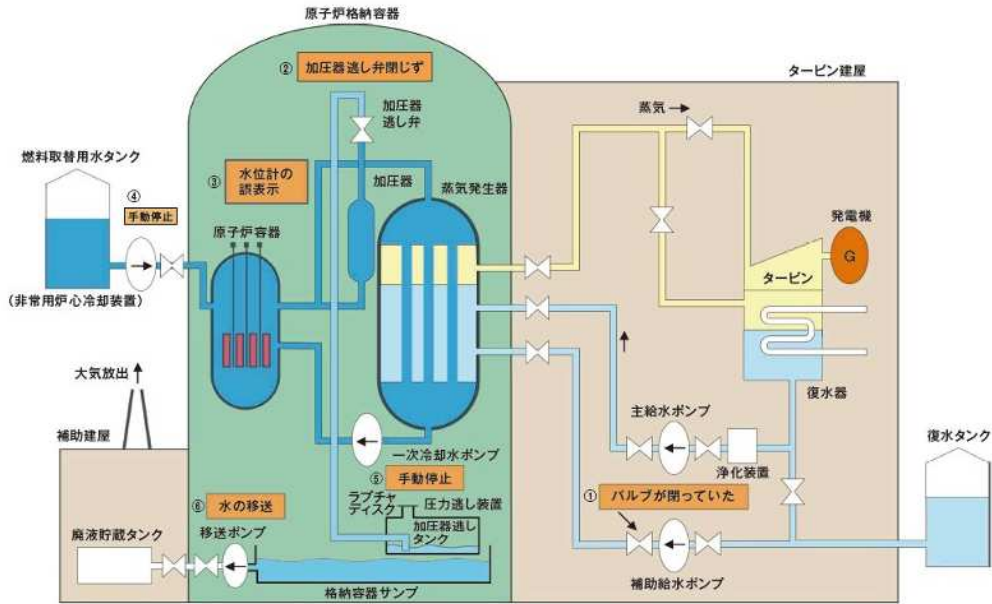 原子炉格納容器
② 加圧器逃し弁閉じず
タービン建屋
加圧器
逃し弁
蒸気
燃料取替用水タンク
④
手動停止
③ 水位計の
誤表示
加圧器
蒸気発生器
原子炉容器
発電機
G
タービン
(非常用炉心冷却装置)
大気放出
復水器
補助建屋
主給水ポンプ
復水タンク
一次冷却水ポンプ
浄化装置
⑤ 手動停止
① バルブが閉っていた
⑥ 水の移送
ラプチャ
ディスク
圧力逃し装置
廃液貯蔵タンク
移送ポンプ
加圧器逃し
タンク
補助給水ポンプ
格納容器サンプ